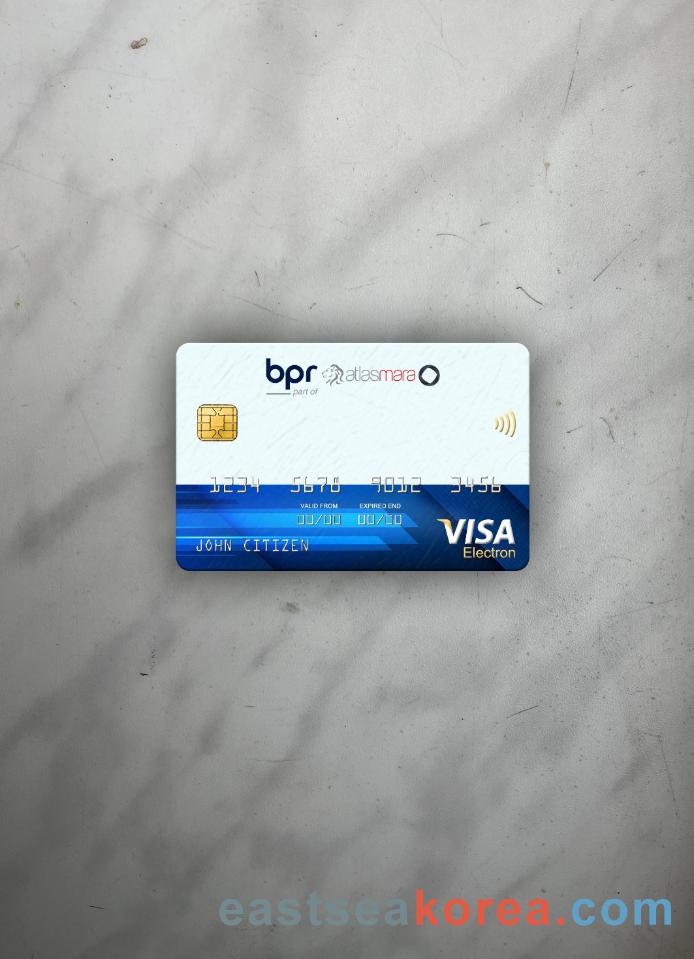 bpr atlasmara
part of
1234 5678 9012 3456
VALID FROM EXPIRED END
00/00 00/00
JOHN CITIZEN
VISA
Electron
eastseakorea.com